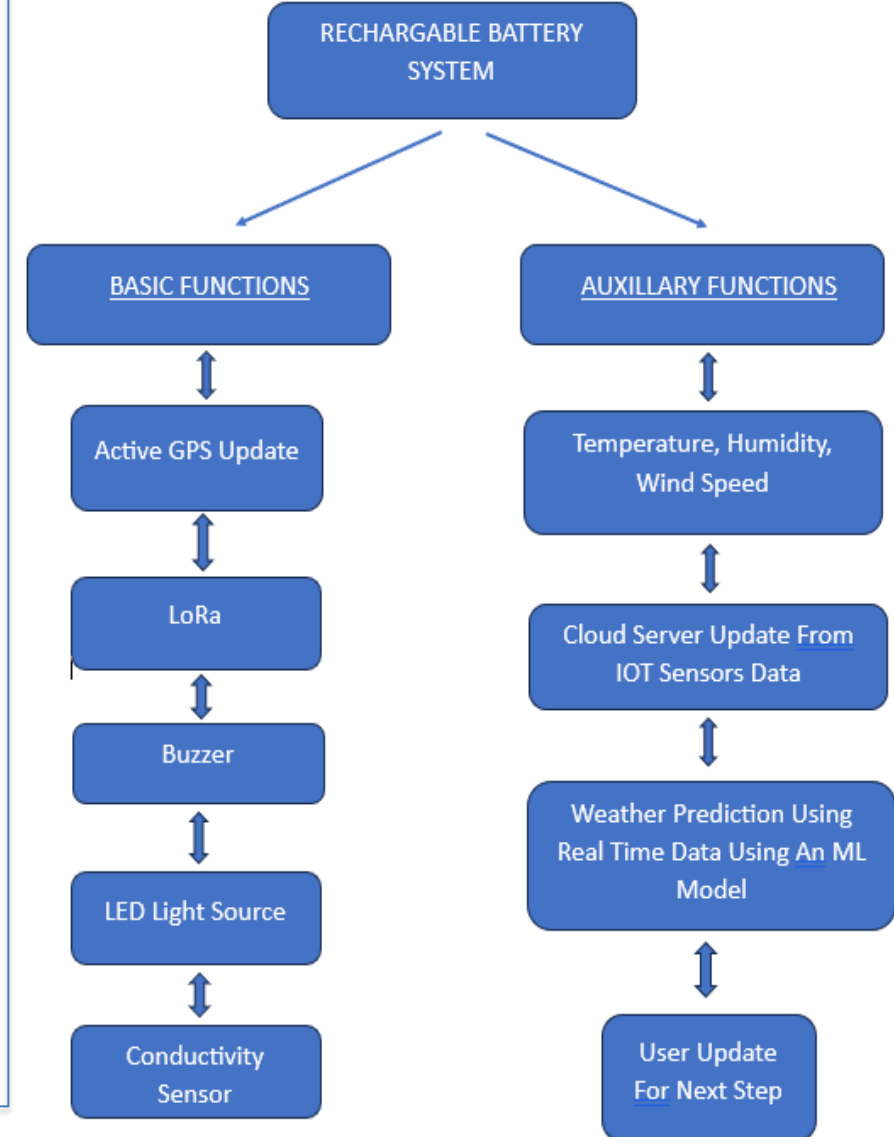 RECHARGABLE BATTERY
SYSTEM
BASIC FUNCTIONS
Active GPS Update
LoRa
Buzzer
LED Light Source
Conductivity
Sensor
AUXILLARY FUNCTIONS
Temperature, Humidity,
Wind Speed
Cloud Server Update From
IOT Sensors Data
Weather Prediction Using
Real Time Data Using An ML
Model
User Update
For Next Step